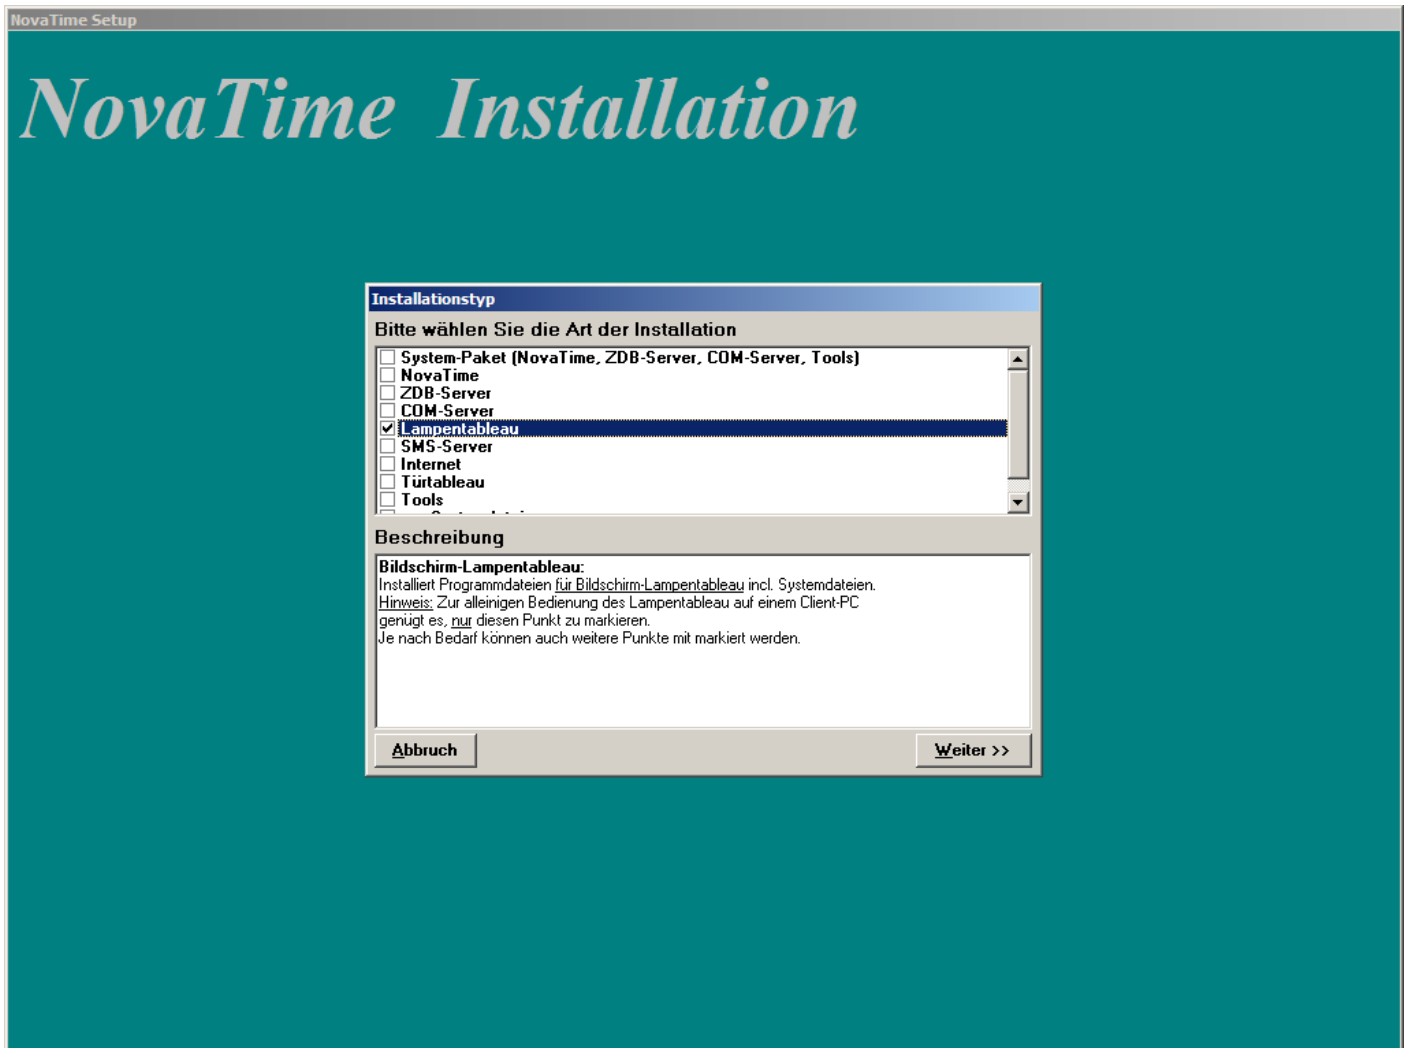 NovaTime Setup
NovaTime Installation
Installationstyp
Bitte wählen Sie die Art der Installation
System-Paket (NovaTime, ZDB-Server, COM-Server, Tools)
NovaTime
ZDB-Server
COM-Server
Lampentableau
SMS-Server
Internet
Türtableau
Tools
Beschreibung
Bildschirm-Lampentableau:
Installiert Programmdateien für Bildschirm-Lampentableau incl. Systemdateien.
Hinweis: Zur alleinigen Bedienung des Lampentableau auf einem Client-PC
genügt es, nur diesen Punkt zu markieren.
Je nach Bedarf können auch weitere Punkte mit markiert werden.
Abbruch
Weiter >>